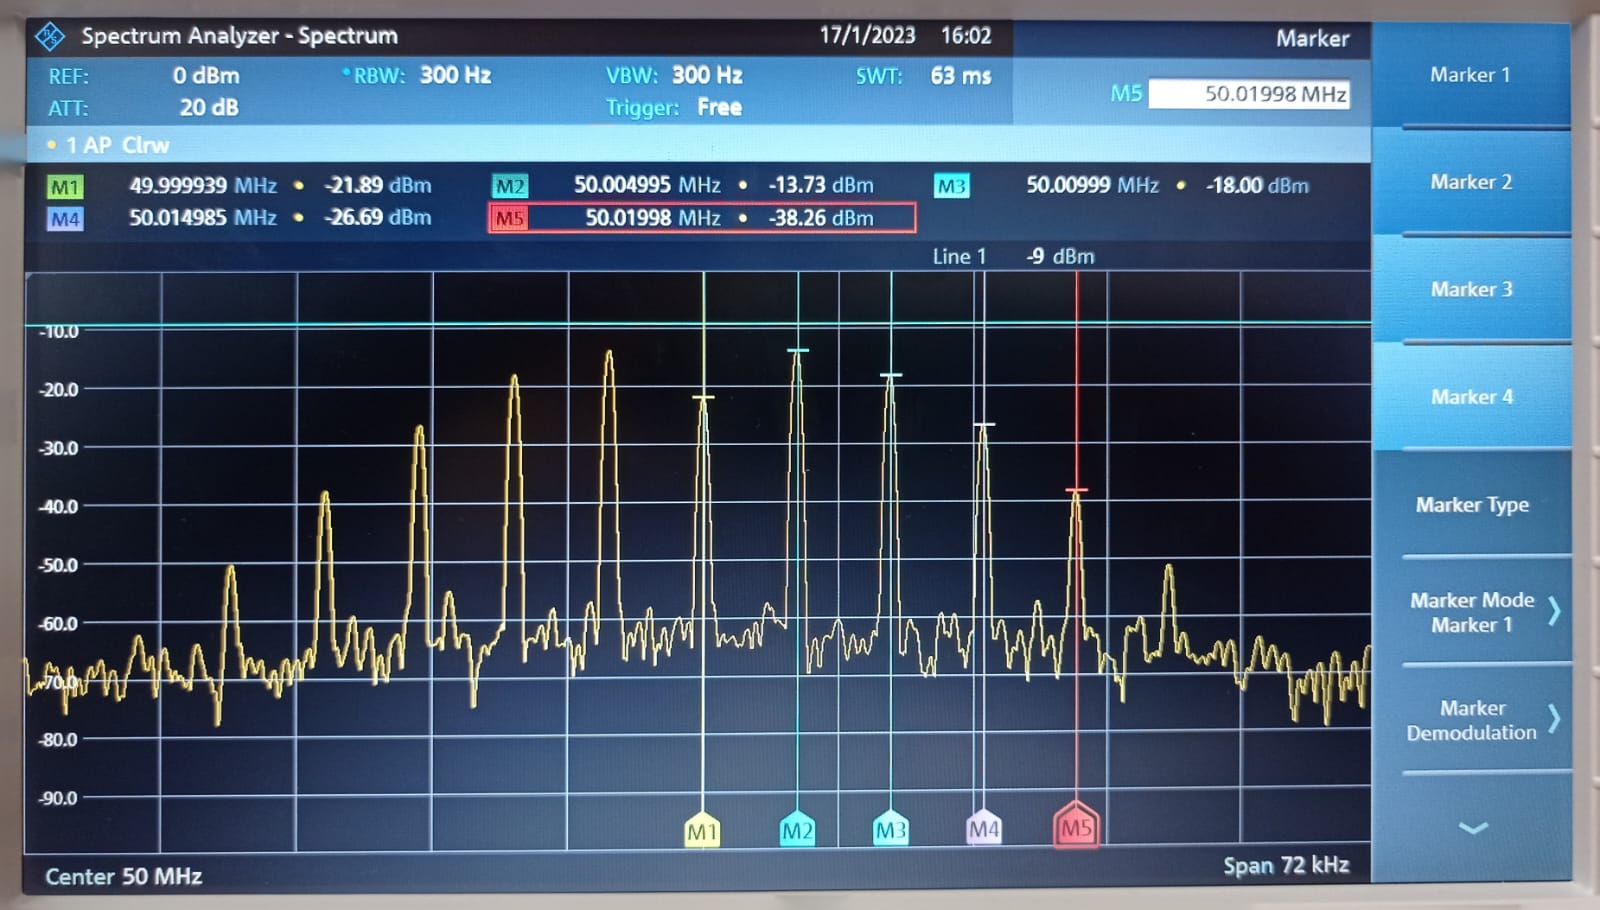 Spectrum Analyzer - Spectrum 17/1/2023 16:02 Marker
REF: 0 dBm RBW: 300 Hz VBW: 300 Hz SWT: 63 ms
ATT: 20 dB Trigger: Free
M5 50.01998 MHz
1 AP Clrw
M1 49.999939 MHz • -21.89 dBm M2 50.004995 MHz • -13.73 dBm M3 50.00999 MHz • -18.00 dBm
M4 50.014985 MHz • -26.69 dBm M5 50.01998 MHz • -38.26 dBm
Line 1 -9 dBm
-10.0
-20.0
-30.0
-40.0
-50.0
-60.0
-70.0
-80.0
-90.0
M1 M2 M3 M4 M5
Center 50 MHz Span 72 kHz
Marker 1
Marker 2
Marker 3
Marker 4
Marker Type
Marker Mode
Marker 1
Marker
Demodulation